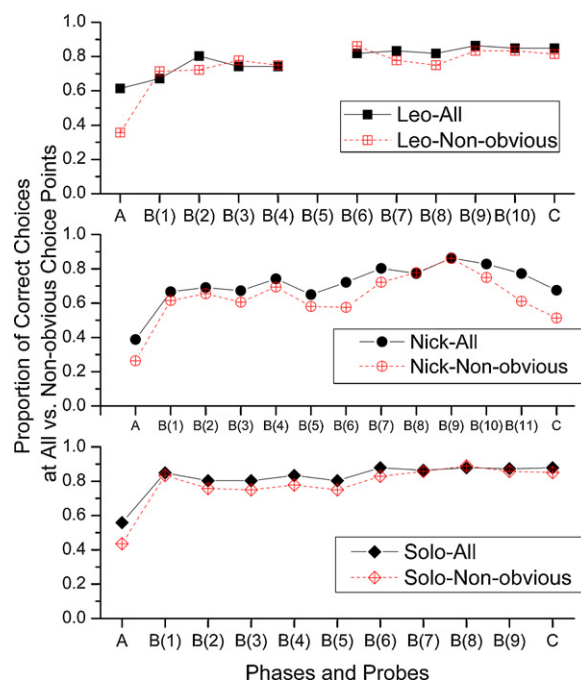 Proportion of Correct Choices
at All vs. Non-obvious Choice Points
1.0
0.8
0.6
0.4
0.2
0.0
Leo-All
Leo-Non-obvious
A B(1) B(2) B(3) B(4) B(5) B(6) B(7) B(8) B(9) B(10) C
1.0
0.8
0.6
0.4
0.2
0.0
Nick-All
Nick-Non-obvious
A B(1) B(2) B(3) B(4) B(5) B(6) B(7) B(8) B(9) B(10) B(11) C
1.0
0.8
0.6
0.4
0.2
0.0
Solo-All
Solo-Non-obvious
A B(1) B(2) B(3) B(4) B(5) B(6) B(7) B(8) B(9) C
Phases and Probes